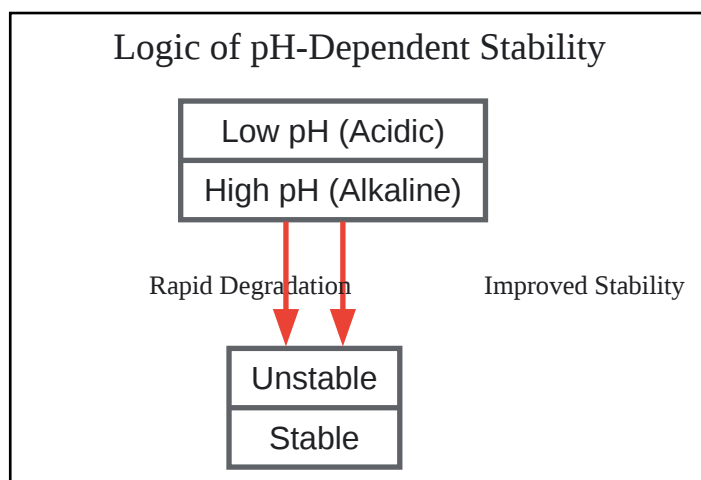 Logic of pH-Dependent Stability
Low pH (Acidic)
High pH (Alkaline)
Rapid Degradation
Improved Stability
Unstable
Stable